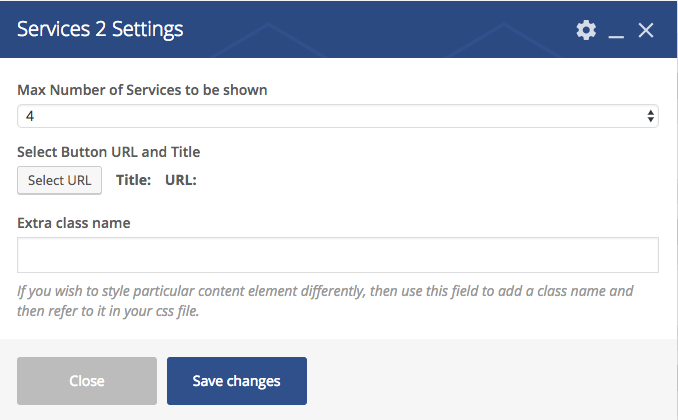 Services 2 Settings
Max Number of Services to be shown
4
Select Button URL and Title
Select URL Title: URL:
Extra class name
If you wish to style particular content element differently, then use this field to add a class name and
then refer to it in your css file.
Close Save changes